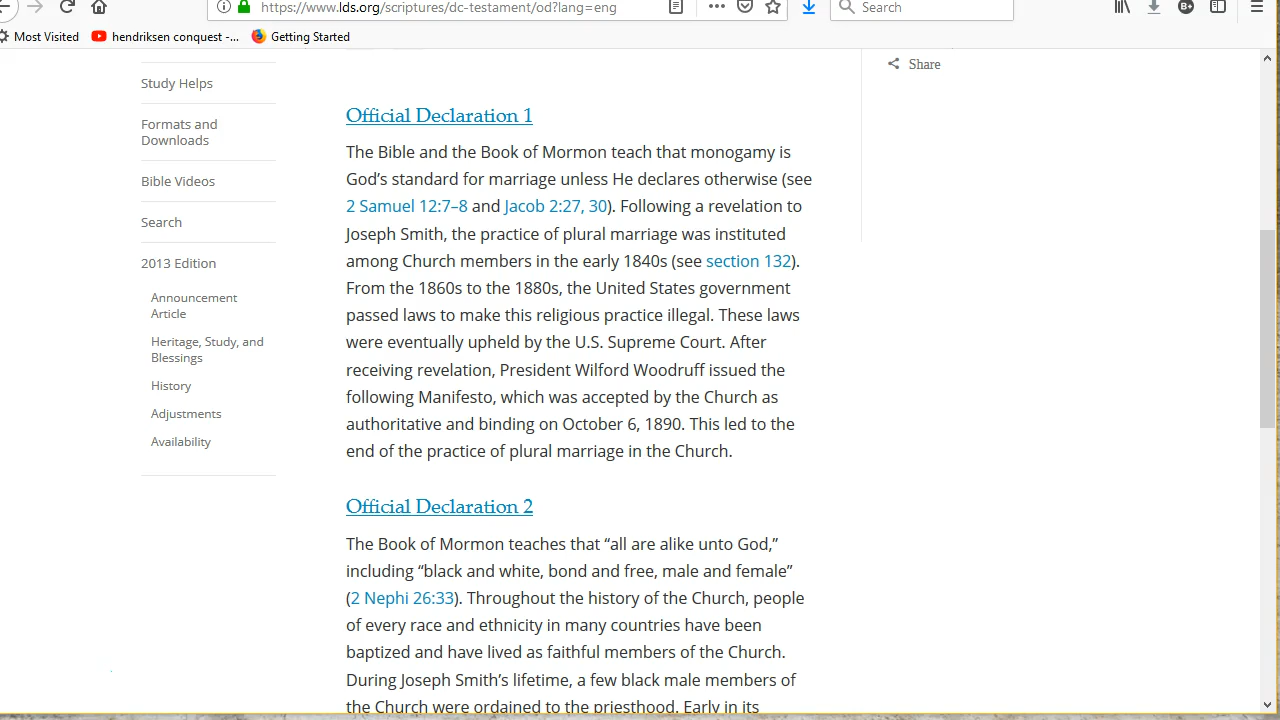 https://www.lds.org/scriptures/dc-testament/od?lang=eng
Search
Most Visited
hendriksen conquest -...
Getting Started
Share
Study Helps
Formats and
Downloads
Bible Videos
Search
2013 Edition
Announcement
Article
Heritage, Study, and
Blessings
History
Adjustments
Availability
Official Declaration 1
The Bible and the Book of Mormon teach that monogamy is
God’s standard for marriage unless He declares otherwise (see
2 Samuel 12:7–8 and Jacob 2:27, 30). Following a revelation to
Joseph Smith, the practice of plural marriage was instituted
among Church members in the early 1840s (see section 132).
From the 1860s to the 1880s, the United States government
passed laws to make this religious practice illegal. These laws
were eventually upheld by the U.S. Supreme Court. After
receiving revelation, President Wilford Woodruff issued the
following Manifesto, which was accepted by the Church as
authoritative and binding on October 6, 1890. This led to the
end of the practice of plural marriage in the Church.
Official Declaration 2
The Book of Mormon teaches that “all are alike unto God,”
including “black and white, bond and free, male and female”
(2 Nephi 26:33). Throughout the history of the Church, people
of every race and ethnicity in many countries have been
baptized and have lived as faithful members of the Church.
During Joseph Smith’s lifetime, a few black male members of
the Church were ordained to the priesthood. Early in its